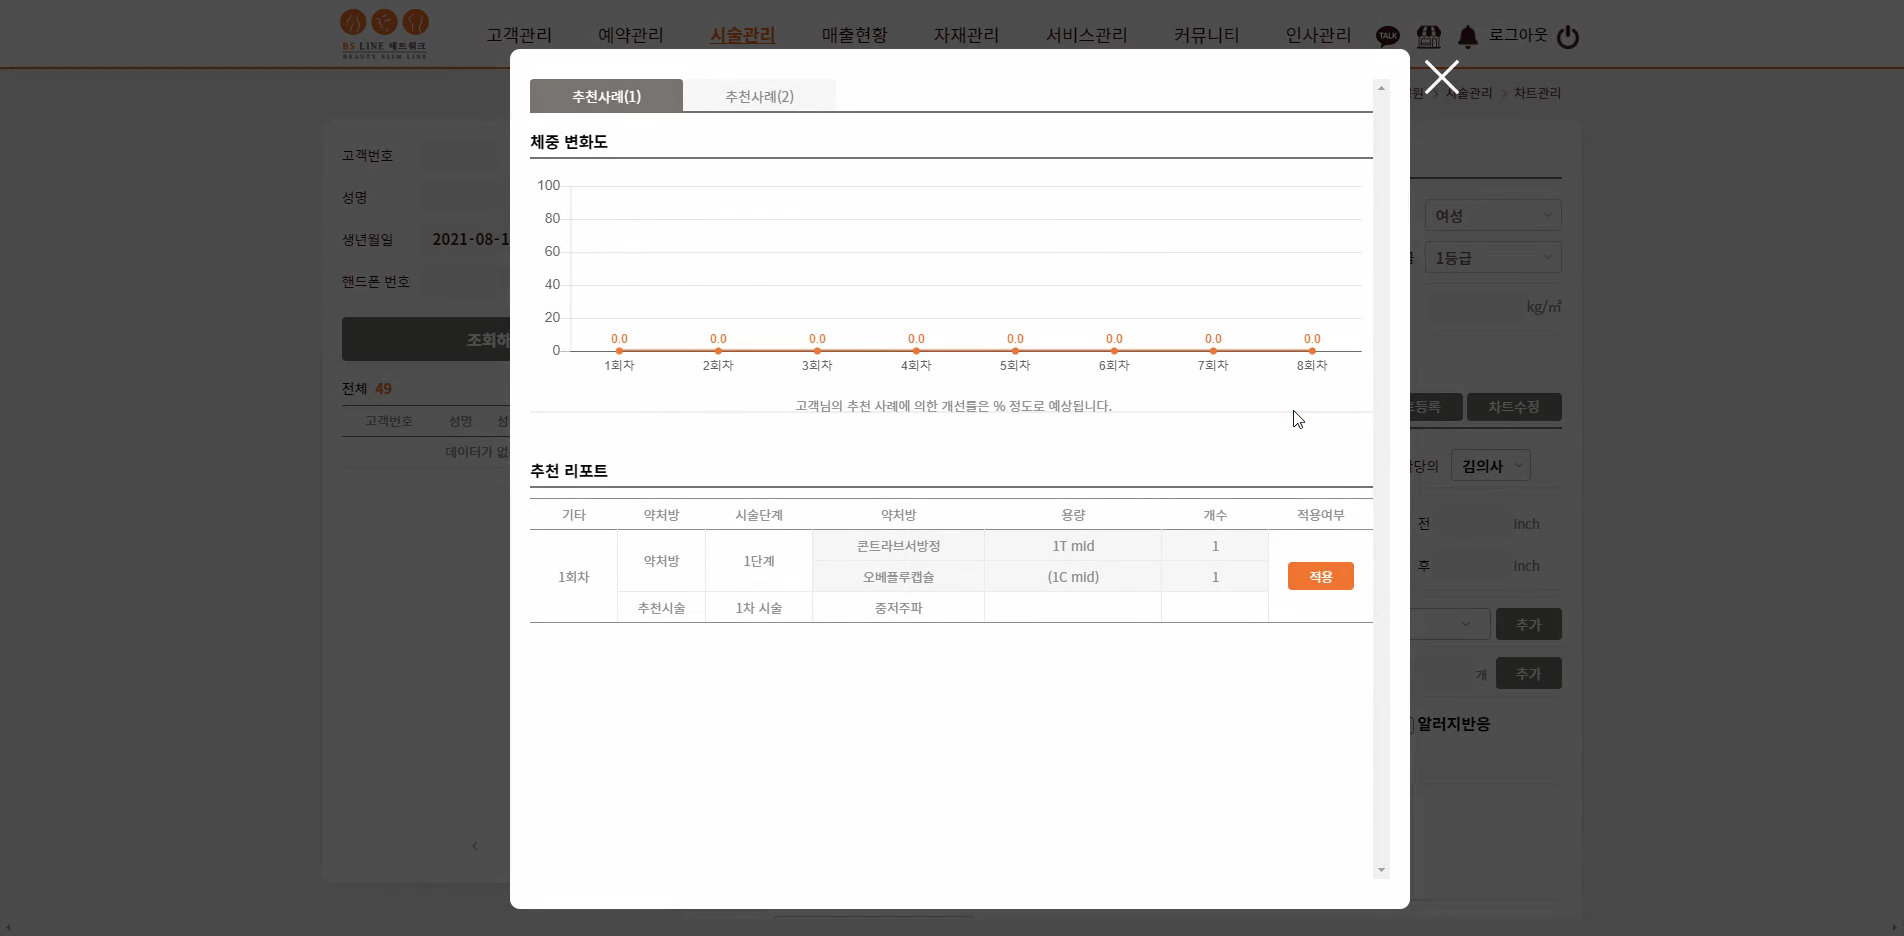 BS LINE 네트워크
BEAUTY SLIM LINE
고객관리 예약관리 시술관리 매출현황 자재관리 서비스관리 커뮤니티 인사관리 TALK 로그아웃
시술관리 > 차트관리
추천사례(1) 추천사례(2)
체중 변화도
100
80
60
40
20
0
0.0 0.0 0.0 0.0 0.0 0.0 0.0 0.0
1회차 2회차 3회차 4회차 5회차 6회차 7회차 8회차
고객님의 추천 사례에 의한 개선률은 % 정도로 예상됩니다.
추천 리포트
기타 약처방 시술단계 약처방 용량 개수 적용여부
1회차 약처방 1단계 콘트라브서방정 1T mid 1 적용
오베플루캡슐 (1C mid) 1
추천시술 1차 시술 중저주파
고객번호
성명
생년월일 2021-08-1
핸드폰 번호
조회하
전체 49
고객번호 성명
데이터가 없
여성
1등급
kg/㎡
등록 차트수정
당의 김의사
전 inch
후 inch
추가
개 추가
알러지반응